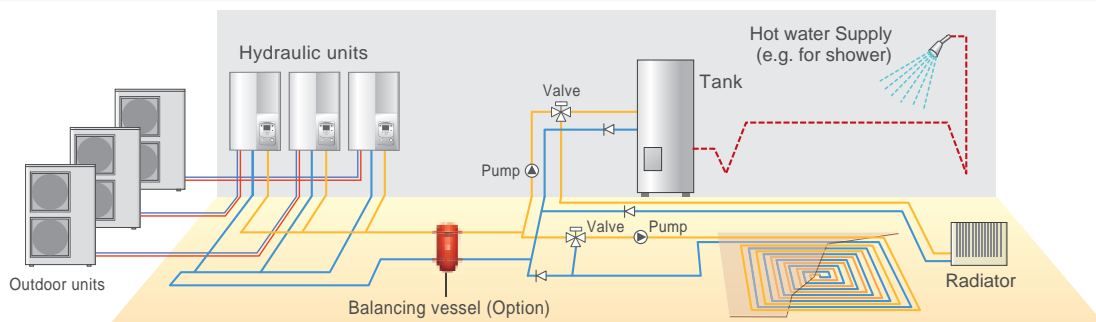 Hydraulic units
Hot water Supply
(e.g. for shower)
Tank
Valve
Pump
Valve
Pump
Outdoor units
Balancing vessel (Option)
Radiator